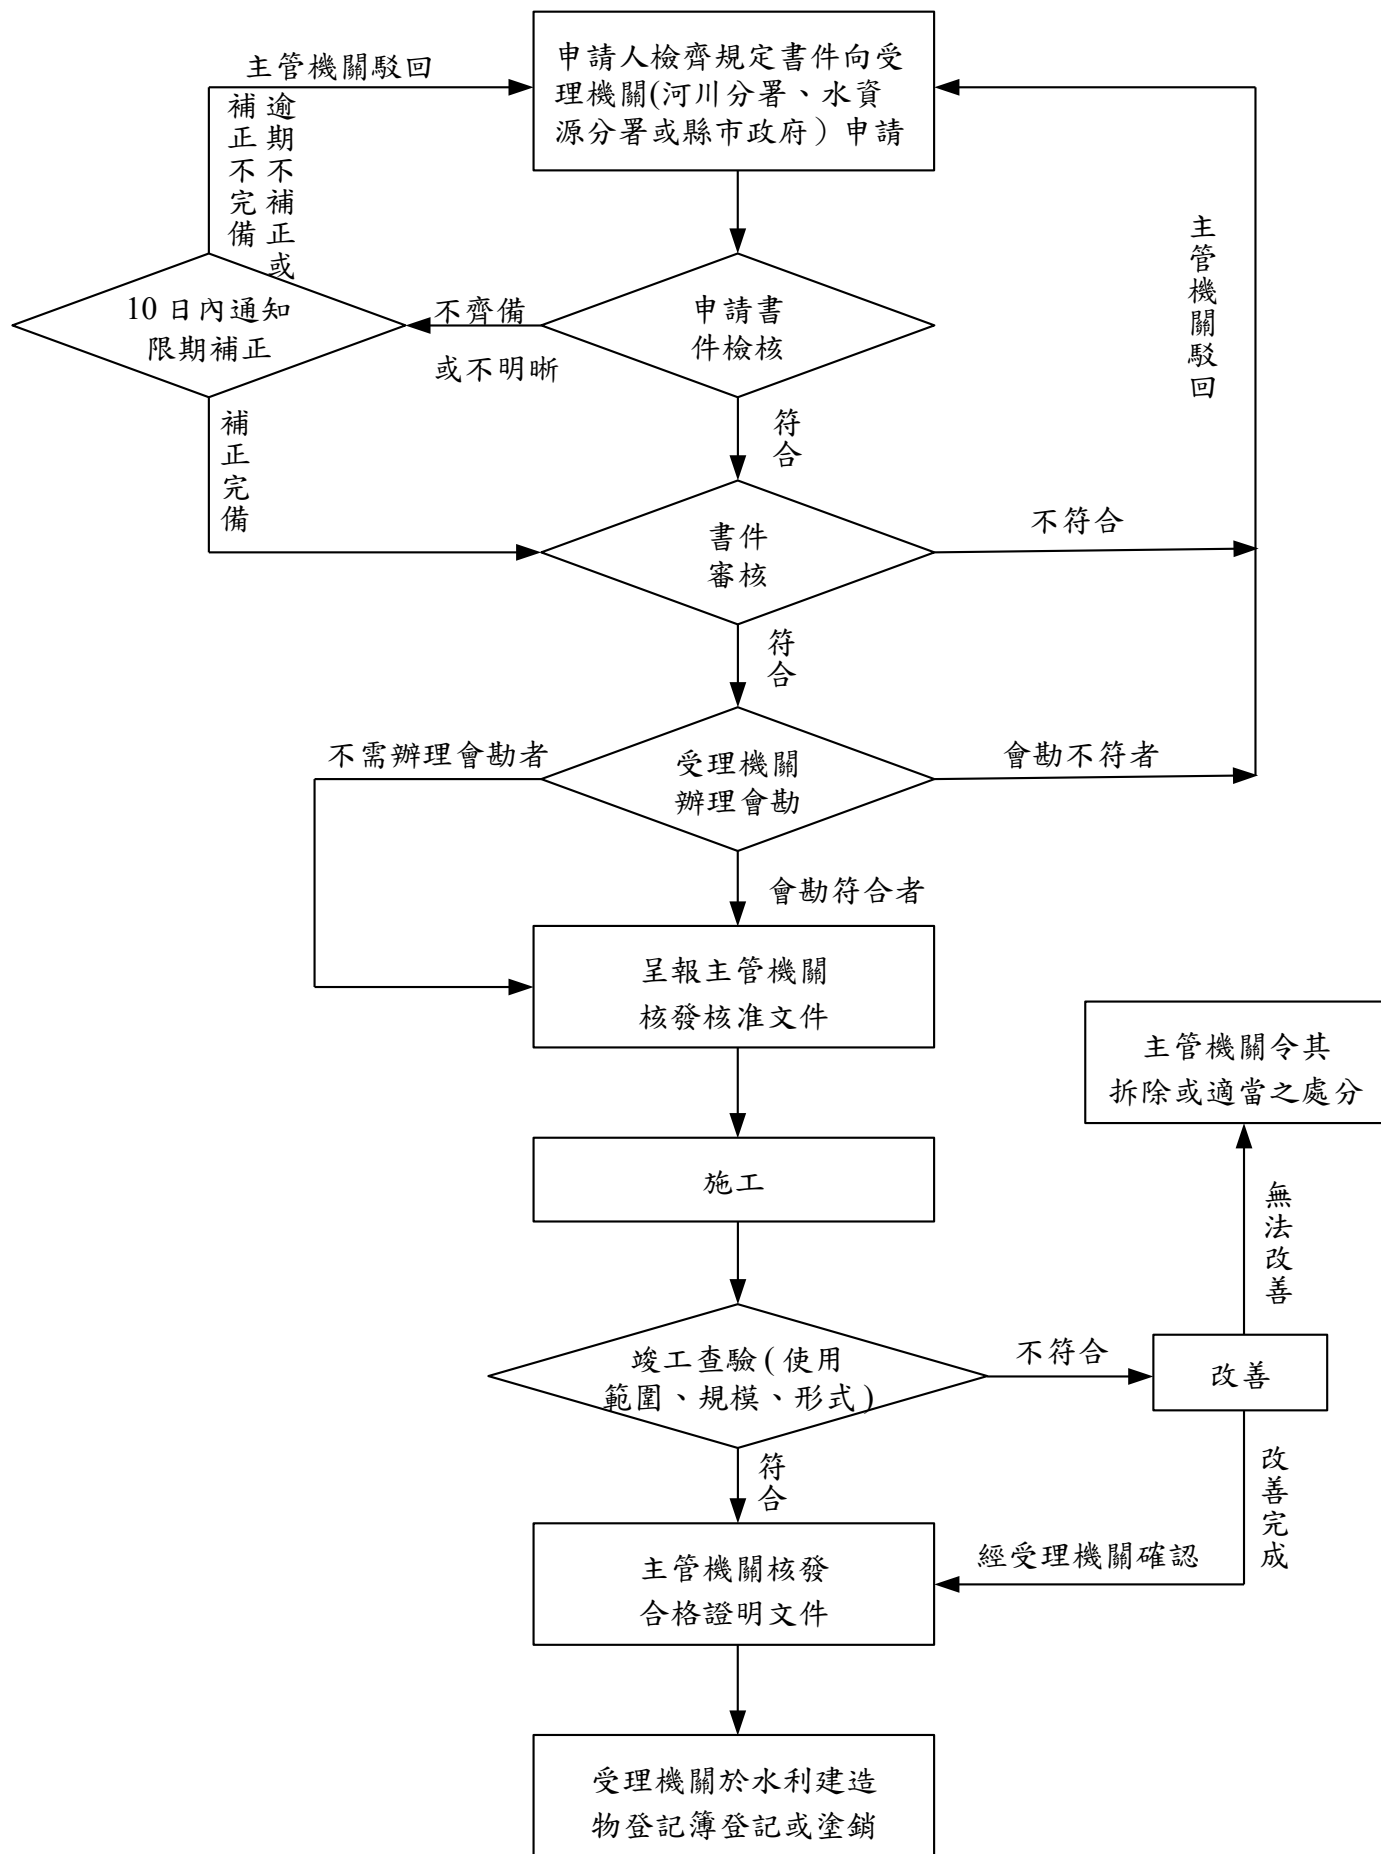 主管機關駁回
申請人檢齊規定書件向受
理機關(河川分署、水資
源分署或縣市政府）申請
逾期不補正或
補正不完備
主管機關駁回
10 日內通知
限期補正
不齊備
或不明晰
申請書
件檢核
補正完備
符合
書件
審核
不符合
符合
不需辦理會勘者
受理機關
辦理會勘
會勘不符者
會勘符合者
呈報主管機關
核發核准文件
主管機關令其
拆除或適當之處分
施工
無法改善
竣工查驗(使用
範圍、規模、形式)
不符合
改善
符合
改善完成
主管機關核發
合格證明文件
經受理機關確認
受理機關於水利建造
物登記簿登記或塗銷